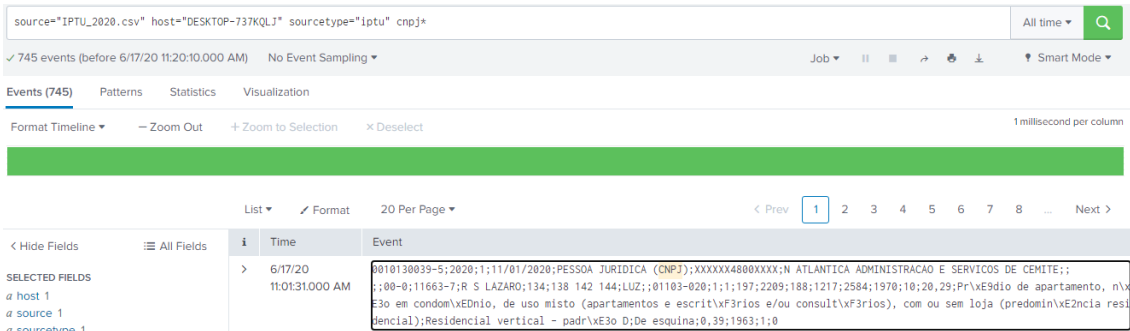 source="IPTU_2020.csv" host="DESKTOP-737KQLJ" sourcetype="iptu" cnpj*
All time ▾
✓ 745 events (before 6/17/20 11:20:10.000 AM) No Event Sampling ▾
Job ▾
Smart Mode ▾
Events (745) Patterns Statistics Visualization
Format Timeline ▾ — Zoom Out + Zoom to Selection × Deselect
1 millisecond per column
List ▾ Format 20 Per Page ▾
< Prev 1 2 3 4 5 6 7 8 ... Next >
< Hide Fields All Fields
i Time Event
SELECTED FIELDS
a host 1
a source 1
a sourcetype 1
> 6/17/20
11:01:31.000 AM
0010130039-5;2020;1;11/01/2020;PESSOA JURIDICA (CNPJ);XXXXXX4800XXXX;N ATLANTICA ADMINISTRACAO E SERVICOS DE CEMITE;;
;;00-0;11663-7;R S LAZARO;134;138 142 144;LUZ;;01103-020;1;1;197;2209;188;1217;2584;1970;10;20,29;Pr\xE9dio de apartamento, n\x
E3o em condom\xEDnio, de uso misto (apartamentos e escrit\xF3rios e/ou consult\xF3rios), com ou sem loja (predomin\xE2ncia resi
dencial);Residencial vertical - padr\xE3o D;De esquina;0,39;1963;1;0